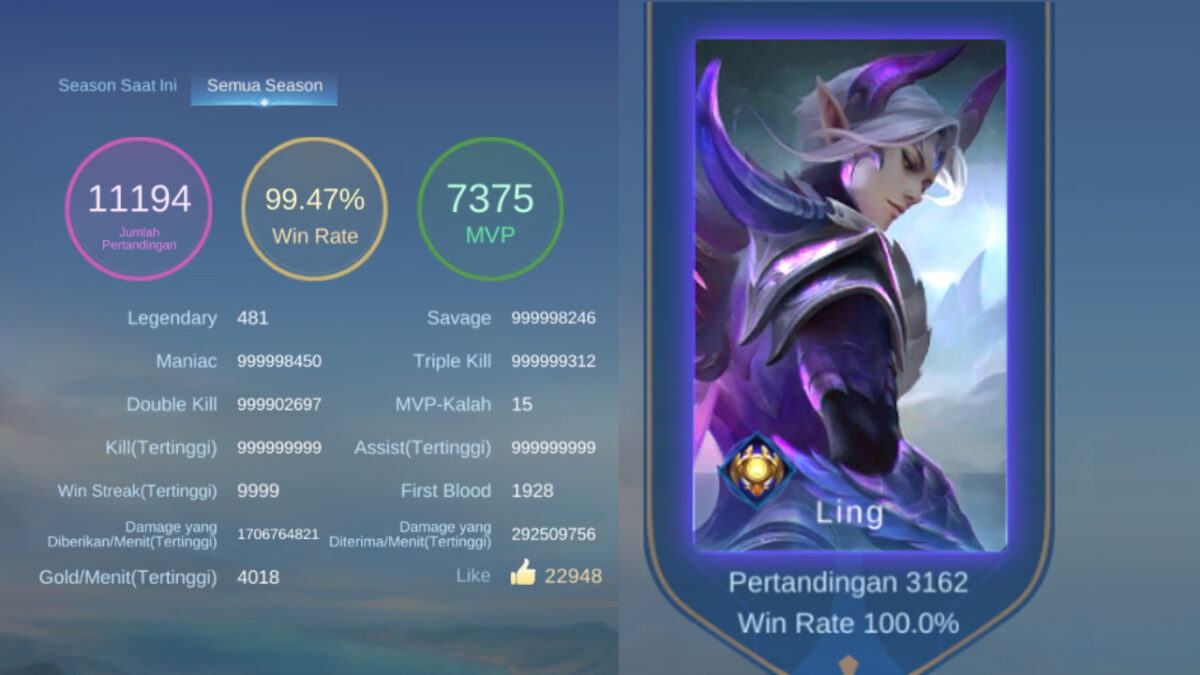 Season Saat Ini Semua Season
11194 99.47% 7375
Jumlah Win Rate MVP
Pertandingan
Legendary 481 Savage 999998246
Maniac 999998450 Triple Kill 999999312
Double Kill 999902697 MVP-Kalah 15
Kill(Tertinggi) 999999999 Assist(Tertinggi) 999999999
Win Streak(Tertinggi) 9999 First Blood 1928
Damage yang Damage yang
Diberikan/Menit(Tertinggi) 1706764821 Diterima/Menit(Tertinggi) 292509756
Gold/Menit(Tertinggi) 4018 Like 22948
Ling
Pertandingan 3162
Win Rate 100.0%